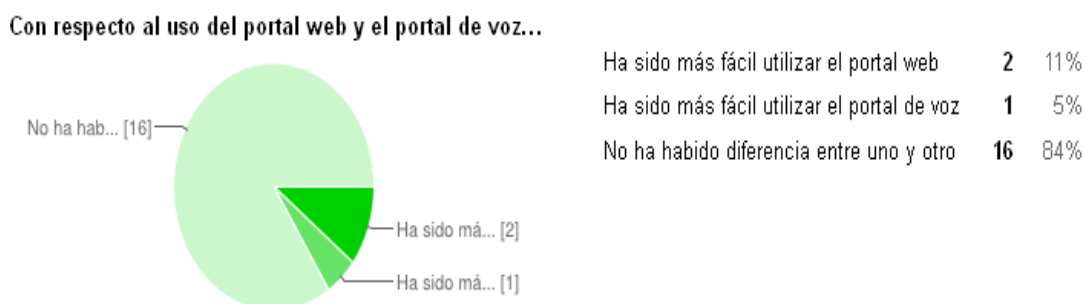 Con respecto al uso del portal web y el portal de voz...
No ha hab... [16]
Ha sido má... [2]
Ha sido má... [1]
Ha sido más fácil utilizar el portal web 2 11%
Ha sido más fácil utilizar el portal de voz 1 5%
No ha habido diferencia entre uno y otro 16 84%